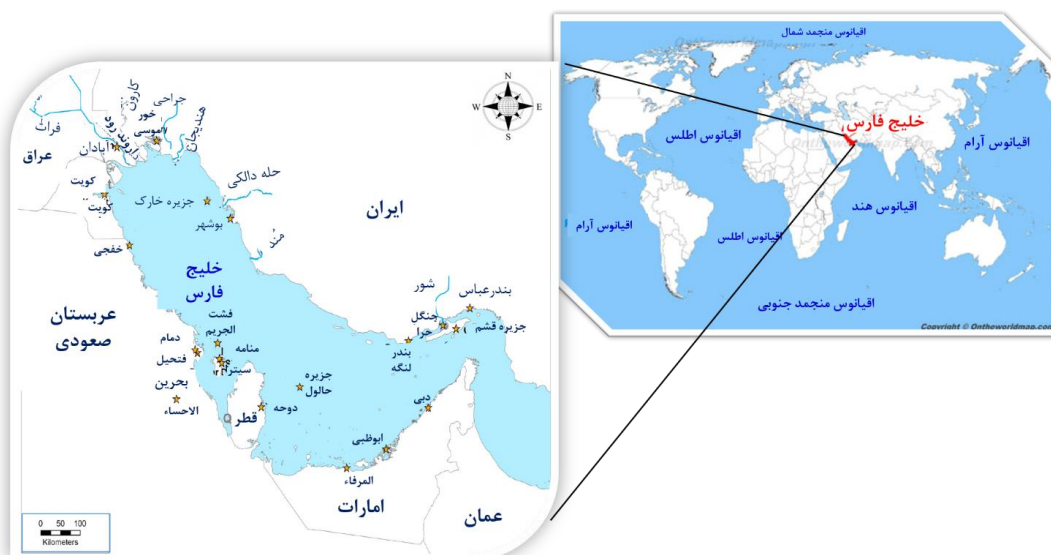 اقیانوس منجمد شمال
اقیانوس اطلس
خلیج فارس
اقیانوس آرام
اقیانوس هند
اقیانوس آرام
اقیانوس اطلس
اقیانوس منجمد جنوبی
Copyright © Ontheworldmap.com
N
W
E
S
کارون
جراحی
خور
موسی
هندیجان
فرات
اروند رود
آبادان
عراق
کویت
کویت
حله دالکی
جزیره خارک
بوشهر
ایران
مُند
خفجی
خلیج
فارس
شور
بندرعباس
جنگل
حرا
جزیره قشم
بندر
لنگه
عربستان
صعودی
فشت
الجریم
دمام
منامه
فتحیل
سیتر
بحرین
الاحساء
جزیره
حالول
دبی
قطر
Q
دوحه
ابوظبی
المرفاء
امارات
عمان
0 50 100
Kilometers